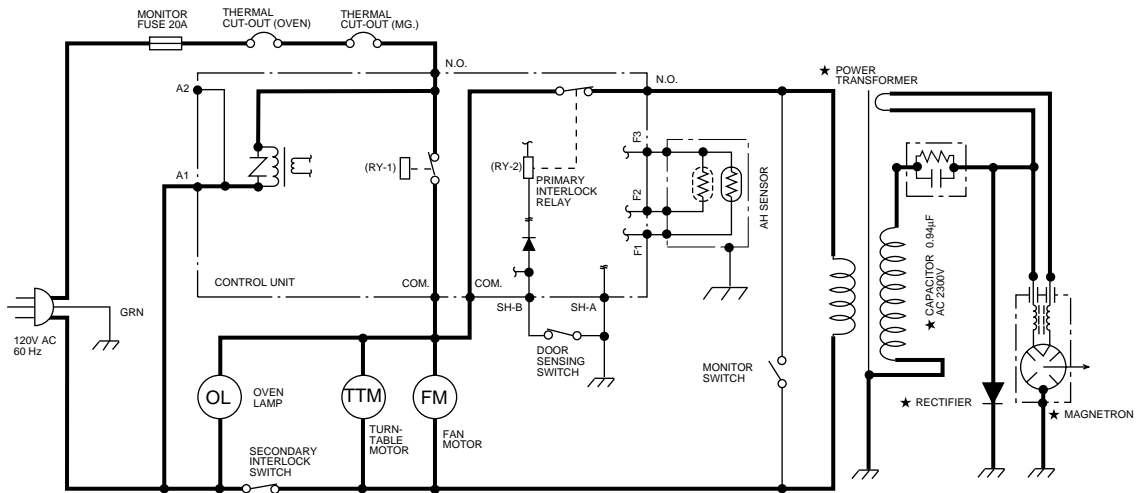 MONITOR
FUSE 20A
THERMAL
CUT-OUT (OVEN)
THERMAL
CUT-OUT (MG.)
N.O.
N.O.
A2
★ POWER
TRANSFORMER
(RY-1)
(RY-2)
PRIMARY
INTERLOCK
RELAY
F3
F2
F1
AH SENSOR
A1
CONTROL UNIT
COM.
COM.
SH-B
SH-A
GRN
120V AC
60 Hz
DOOR
SENSING
SWITCH
MONITOR
SWITCH
★ CAPACITOR 0.94µF
AC 2300V
OL
OVEN
LAMP
TTM
TURN-
TABLE
MOTOR
FM
FAN
MOTOR
SECONDARY
INTERLOCK
SWITCH
★ RECTIFIER
★ MAGNETRON